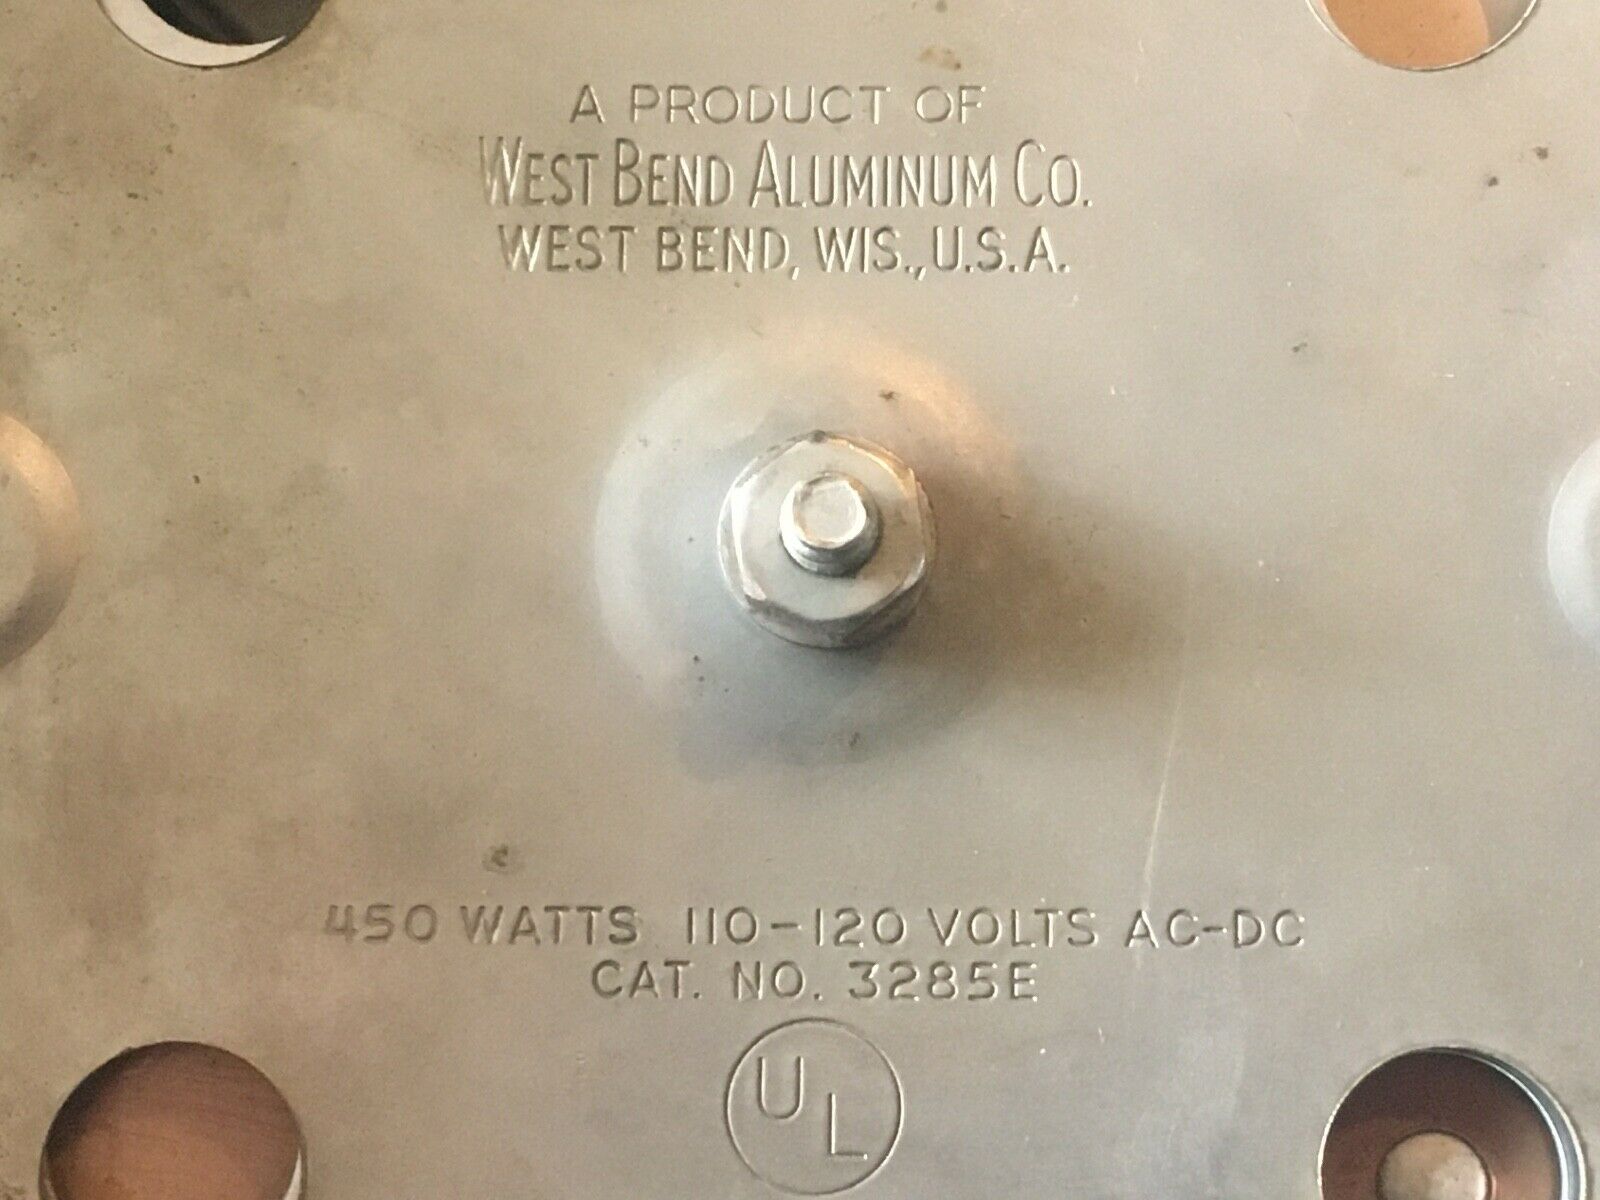 A PRODUCT OF
WEST BEND ALUMINUM CO.
WEST BEND, WIS., U.S.A.
450 WATTS 110-120 VOLTS AC-DC
CAT. NO. 3285E
UL